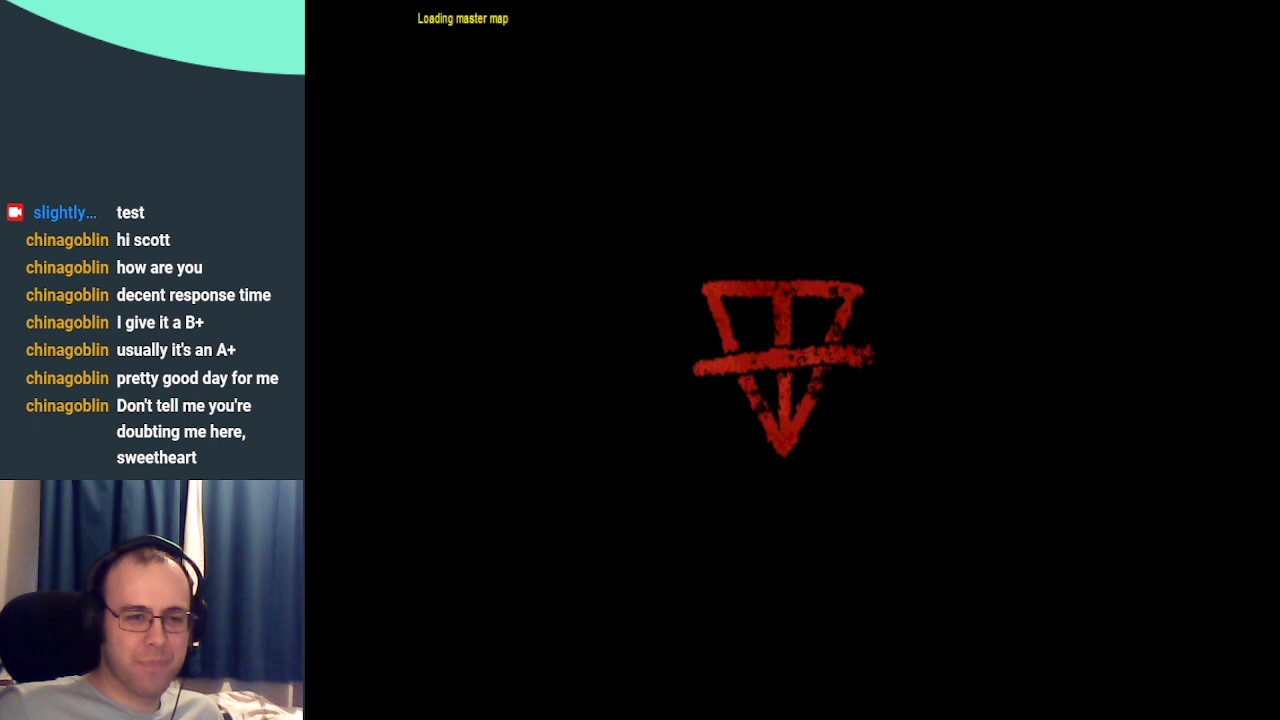 Loading master map
slightly... test
chinagoblin hi scott
chinagoblin how are you
chinagoblin decent response time
chinagoblin I give it a B+
chinagoblin usually it's an A+
chinagoblin pretty good day for me
chinagoblin Don't tell me you're
doubting me here,
sweetheart